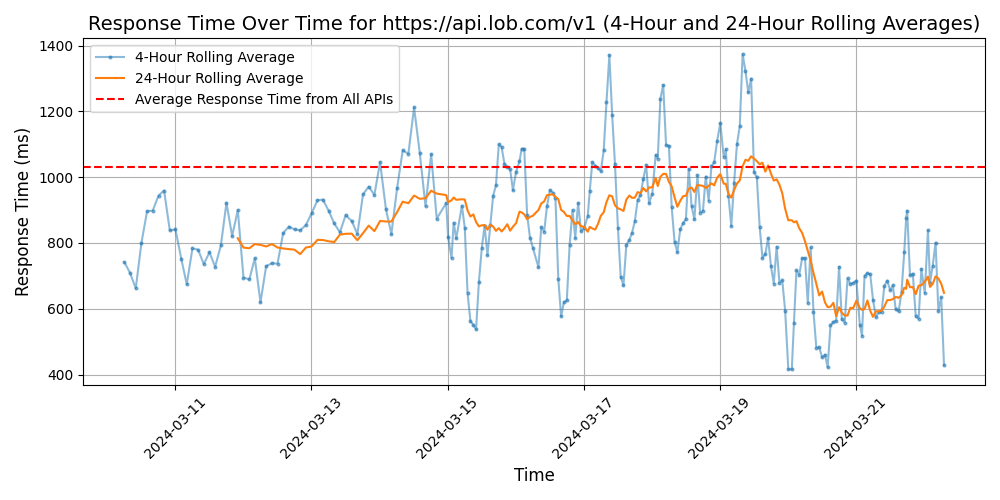 Response Time Over Time for https://api.lob.com/v1 (4-Hour and 24-Hour Rolling Averages)
4-Hour Rolling Average
24-Hour Rolling Average
Average Response Time from All APIs
Response Time (ms)
1400
1200
1000
800
600
400
2024-03-11
2024-03-13
2024-03-15
2024-03-17
2024-03-19
2024-03-21
Time